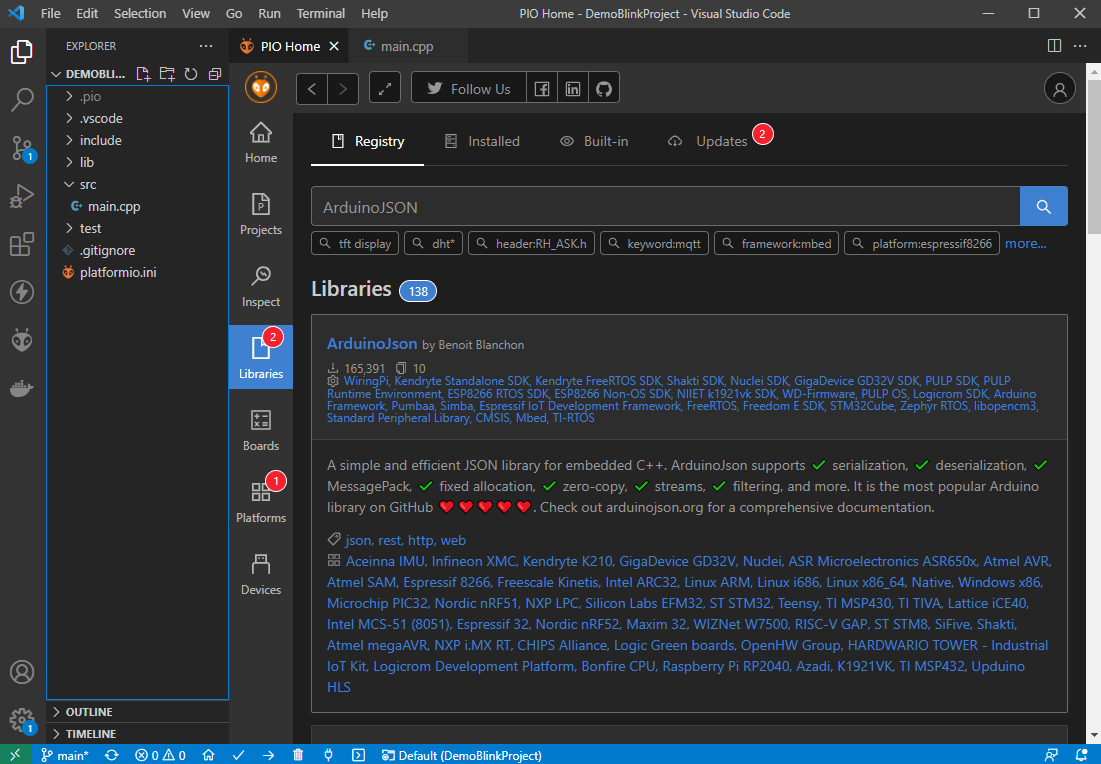 File Edit Selection View Go Run Terminal Help PIO Home - DemoBlinkProject - Visual Studio Code
EXPLORER ···
PIO Home
main.cpp
DEMOBLI...
.pio
.vscode
include
lib
src
main.cpp
test
.gitignore
platformio.ini
OUTLINE
TIMELINE
1
1
Home
Projects
Inspect
2
Libraries
Boards
1
Platforms
Devices
Follow Us
Registry Installed Built-in Updates 2
ArduinoJSON
tft display dht* header:RH_ASK.h keyword:mqtt framework:mbed platform:espressif8266 more...
Libraries 138
ArduinoJson by Benoit Blanchon
165,391 10
WiringPi, Kendryte Standalone SDK, Kendryte FreeRTOS SDK, Shakti SDK, Nuclei SDK, GigaDevice GD32V SDK, PULP SDK, PULP
Runtime Environment, ESP8266 RTOS SDK, ESP8266 Non-OS SDK, NIIET k1921vk SDK, WD-Firmware, PULP OS, Logicrom SDK, Arduino
Framework, Pumbaa, Simba, Espressif IoT Development Framework, FreeRTOS, Freedom E SDK, STM32Cube, Zephyr RTOS, libopencm3,
Standard Peripheral Library, CMSIS, Mbed, TI-RTOS
A simple and efficient JSON library for embedded C++. ArduinoJson supports ✓ serialization, ✓ deserialization, ✓
MessagePack, ✓ fixed allocation, ✓ zero-copy, ✓ streams, ✓ filtering, and more. It is the most popular Arduino
library on GitHub ❤❤❤❤❤. Check out arduinojson.org for a comprehensive documentation.
json, rest, http, web
Aceinna IMU, Infineon XMC, Kendryte K210, GigaDevice GD32V, Nuclei, ASR Microelectronics ASR650x, Atmel AVR,
Atmel SAM, Espressif 8266, Freescale Kinetis, Intel ARC32, Linux ARM, Linux i686, Linux x86_64, Native, Windows x86,
Microchip PIC32, Nordic nRF51, NXP LPC, Silicon Labs EFM32, ST STM32, Teensy, TI MSP430, TI TIVA, Lattice iCE40,
Intel MCS-51 (8051), Espressif 32, Nordic nRF52, Maxim 32, WIZNet W7500, RISC-V GAP, ST STM8, SiFive, Shakti,
Atmel megaAVR, NXP i.MX RT, CHIPS Alliance, Logic Green boards, OpenHW Group, HARDWARIO TOWER - Industrial
IoT Kit, Logicrom Development Platform, Bonfire CPU, Raspberry Pi RP2040, Azadi, K1921VK, TI MSP432, Upduino
HLS
main* 0 0 Default (DemoBlinkProject)